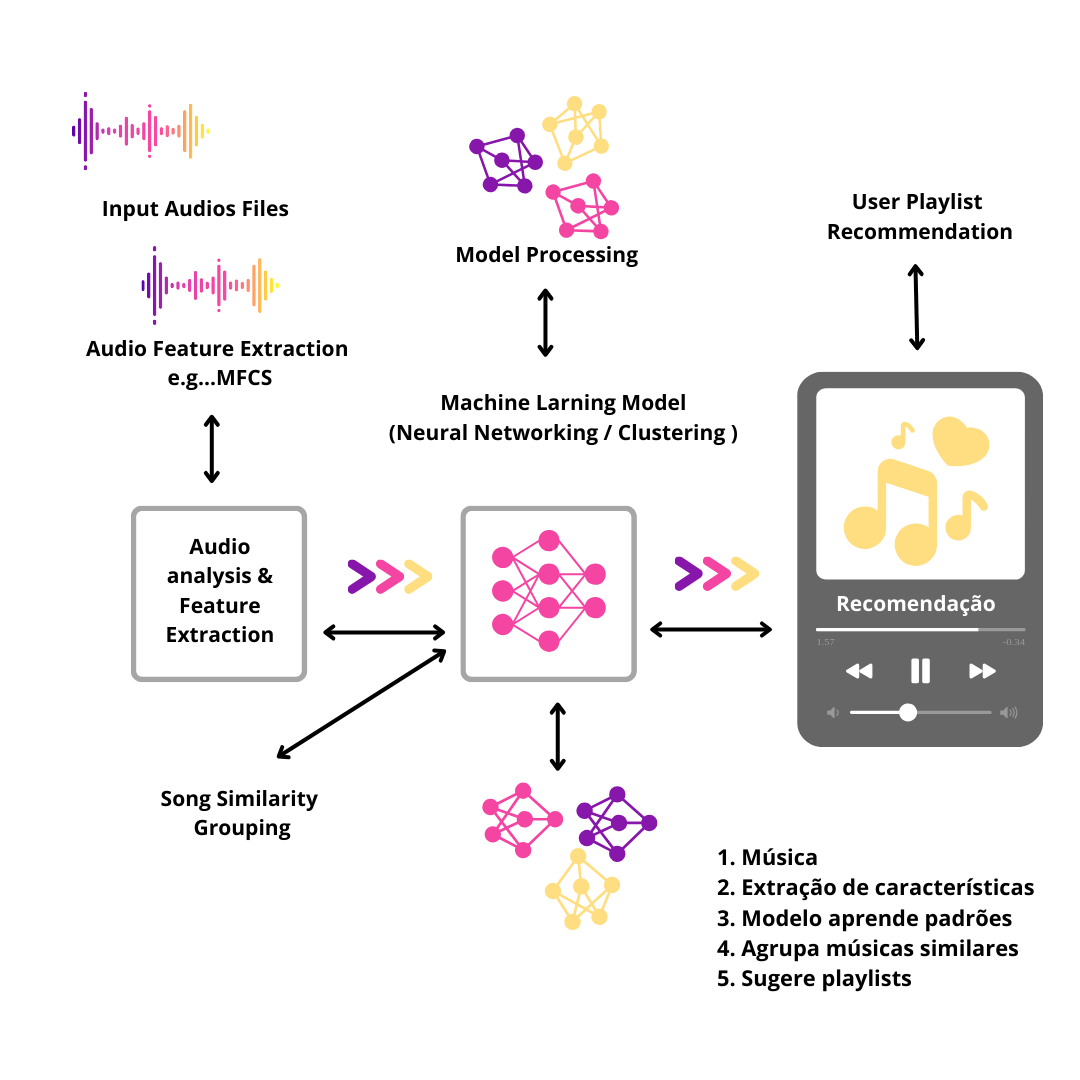 Input Audios Files
Audio Feature Extraction
e.g...MFCS
Audio
analysis &
Feature
Extraction
Song Similarity
Grouping
Model Processing
Machine Larning Model
(Neural Networking / Clustering )
User Playlist
Recommendation
Recomendação
1.57
-0.34
1. Música
2. Extração de características
3. Modelo aprende padrões
4. Agrupa músicas similares
5. Sugere playlists